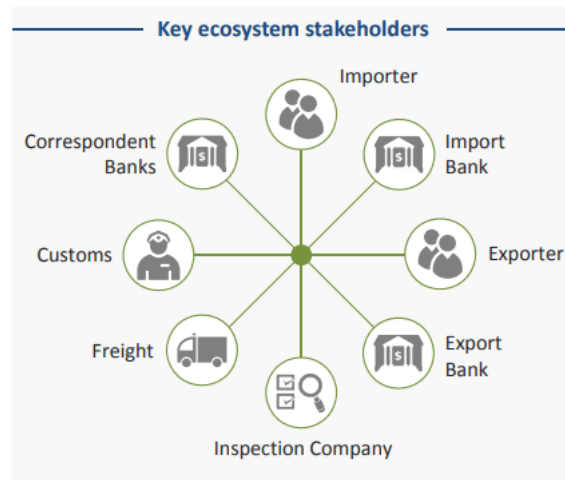 Key ecosystem stakeholders
Importer
Correspondent
Banks
Import
Bank
Customs
Exporter
Freight
Export
Bank
Inspection Company